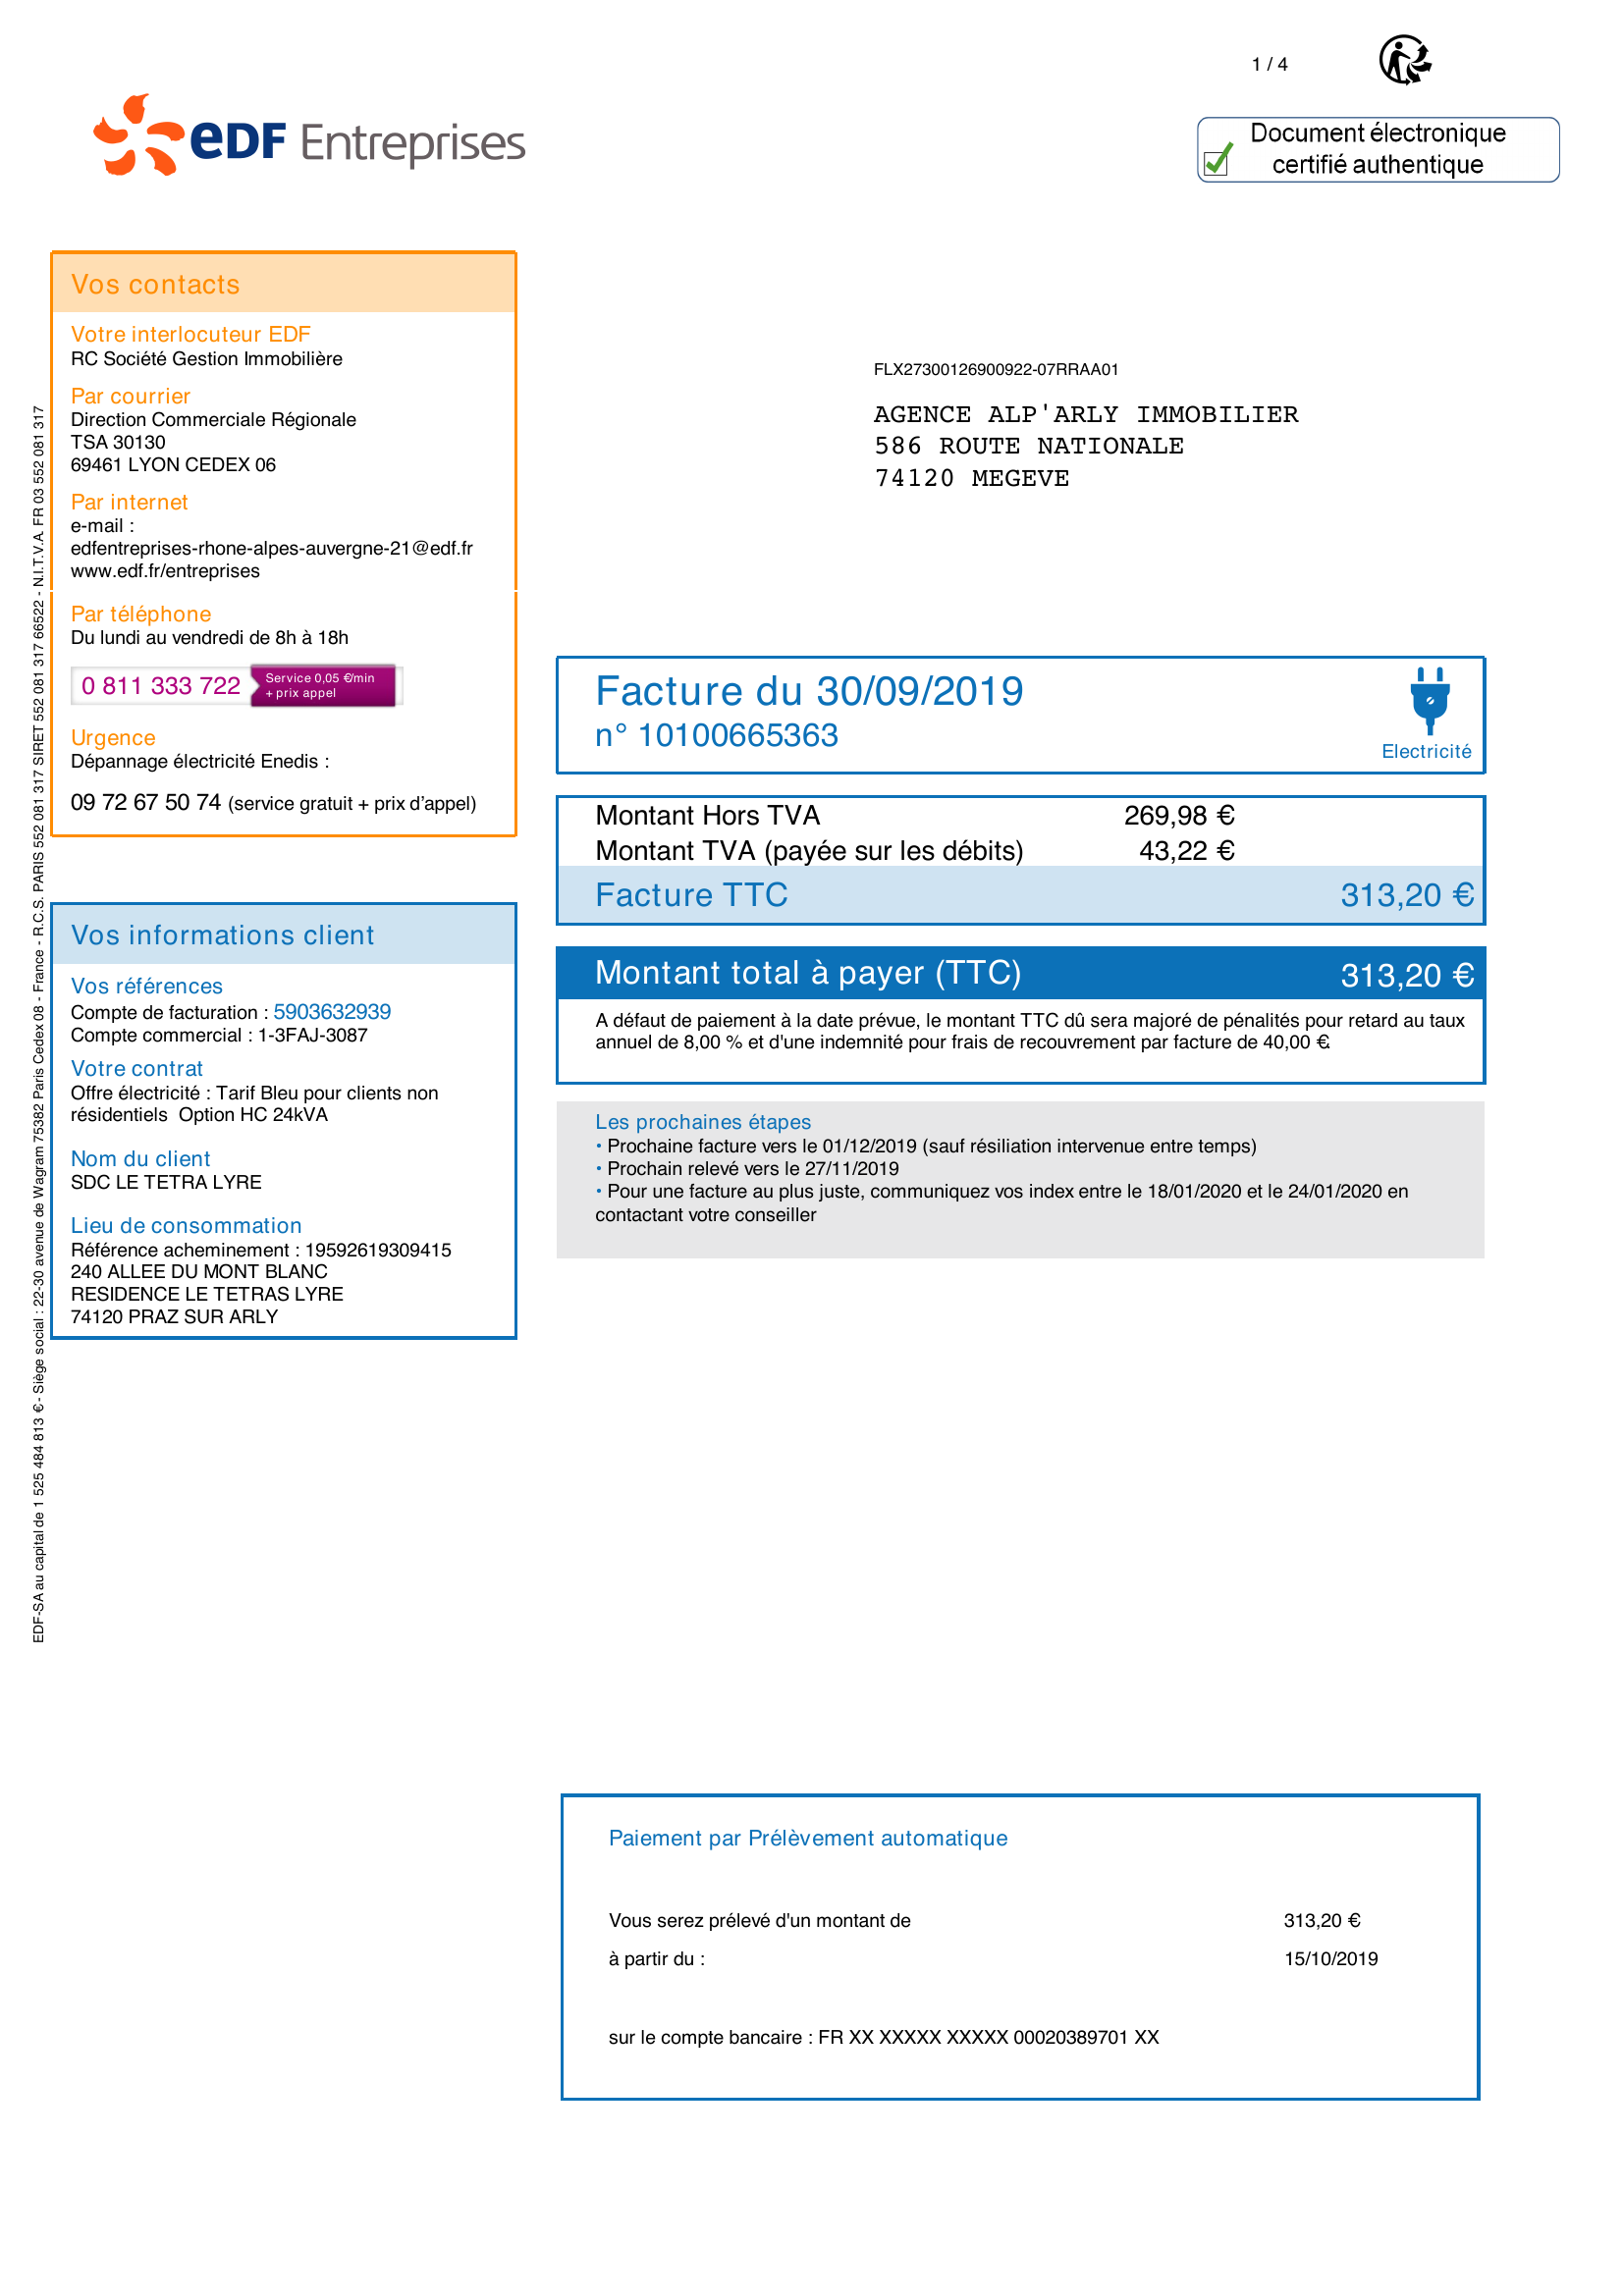 1 / 4
eDF Entreprises
Document électronique
certifié authentique
Vos contacts
Votre interlocuteur EDF
RC Société Gestion Immobilière
Par courrier
Direction Commerciale Régionale
TSA 30130
69461 LYON CEDEX 06
Par internet
e-mail :
edfentreprises-rhone-alpes-auvergne-21@edf.fr
www.edf.fr/entreprises
Par téléphone
Du lundi au vendredi de 8h à 18h
0 811 333 722
Service 0,05 €/min
+ prix appel
Urgence
Dépannage électricité Enedis :
09 72 67 50 74 (service gratuit + prix d'appel)
FLX27300126900922-07RRAA01
AGENCE ALP'ARLY IMMOBILIER
586 ROUTE NATIONALE
74120 MEGEVE
Facture du 30/09/2019
n° 10100665363
Electricité
Montant Hors TVA 269,98 €
Montant TVA (payée sur les débits) 43,22 €
Facture TTC 313,20 €
Montant total à payer (TTC) 313,20 €
A défaut de paiement à la date prévue, le montant TTC dû sera majoré de pénalités pour retard au taux
annuel de 8,00 % et d'une indemnité pour frais de recouvrement par facture de 40,00 €.
Les prochaines étapes
• Prochaine facture vers le 01/12/2019 (sauf résiliation intervenue entre temps)
• Prochain relevé vers le 27/11/2019
• Pour une facture au plus juste, communiquez vos index entre le 18/01/2020 et le 24/01/2020 en
contactant votre conseiller
Vos informations client
Vos références
Compte de facturation : 5903632939
Compte commercial : 1-3FAJ-3087
Votre contrat
Offre électricité : Tarif Bleu pour clients non
résidentiels Option HC 24kVA
Nom du client
SDC LE TETRA LYRE
Lieu de consommation
Référence acheminement : 19592619309415
240 ALLEE DU MONT BLANC
RESIDENCE LE TETRAS LYRE
74120 PRAZ SUR ARLY
EDF-SA au capital de 1 525 484 813 € - Siège social : 22-30 avenue de Wagram 75382 Paris Cedex 08 - France - R.C.S. PARIS 552 081 317 SIRET 552 081 317 66522 - N.I.T.V.A. FR 03 552 081 317
Paiement par Prélèvement automatique
Vous serez prélevé d'un montant de 313,20 €
à partir du : 15/10/2019
sur le compte bancaire : FR XX XXXXX XXXXX 00020389701 XX